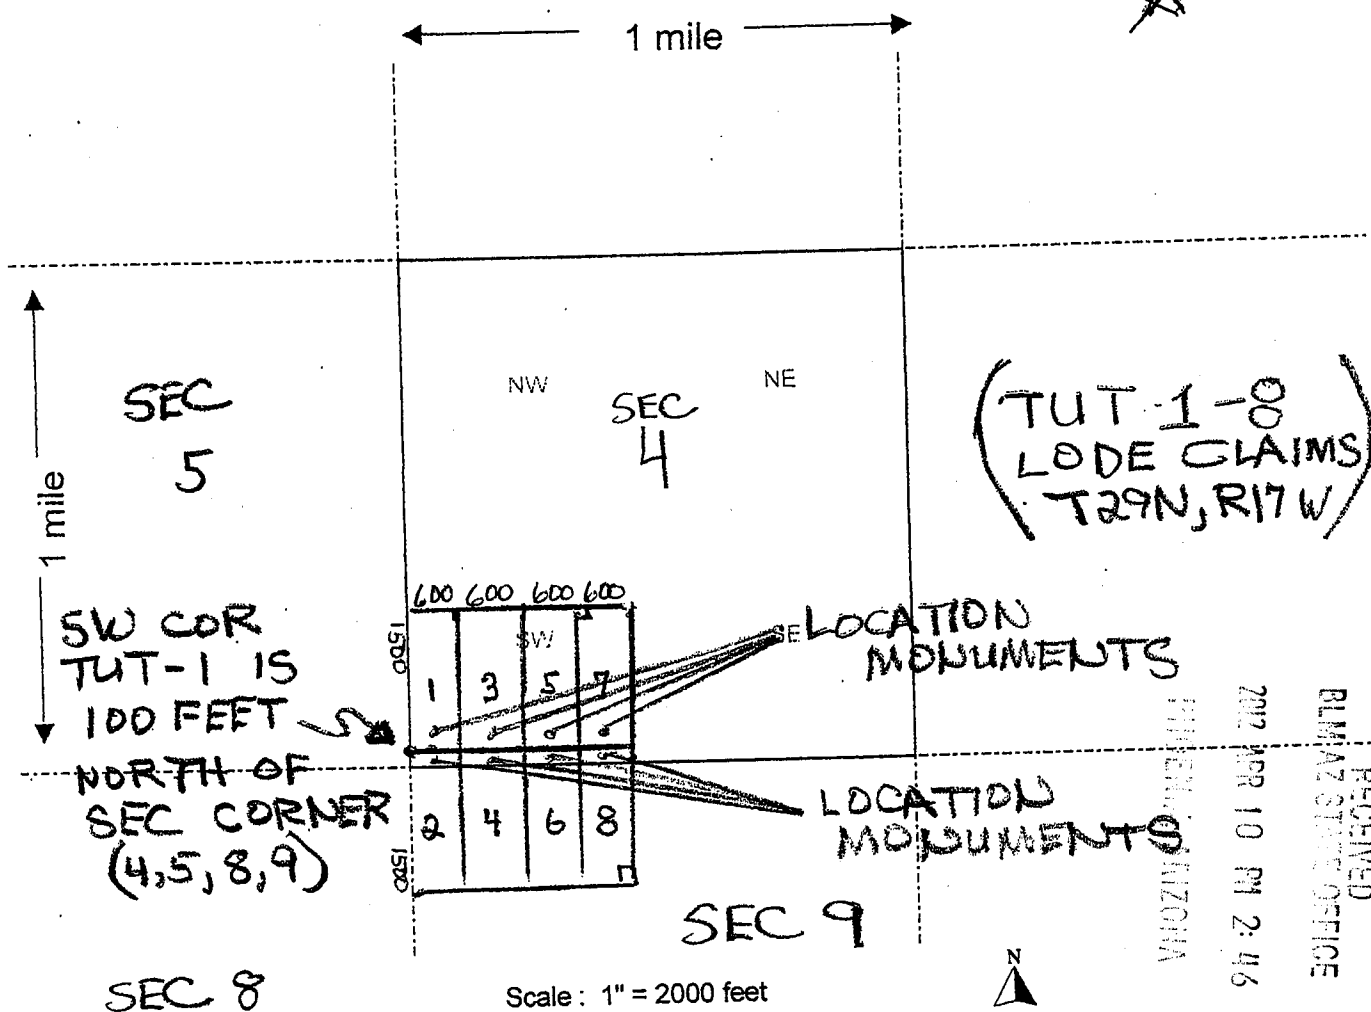 1 mile
NW
NE
SEC
5
SEC
4
(TUT 1-8
LODE CLAIMS
T29N, R17W)
1 mile
600 600 600 600
1500
SW
SE
1 3 5 7
LOCATION
MONUMENTS
SW COR
TUT-1 IS
100 FEET
NORTH OF
SEC CORNER
(4,5,8,9)
2 4 6 8
1500
LOCATION
MONUMENTS
SEC 9
SEC 8
Scale : 1" = 2000 feet
N
RECEIVED
BLM AZ STATE OFFICE
2012 APR 10 PM 2:46
PHOENIX, ARIZONA